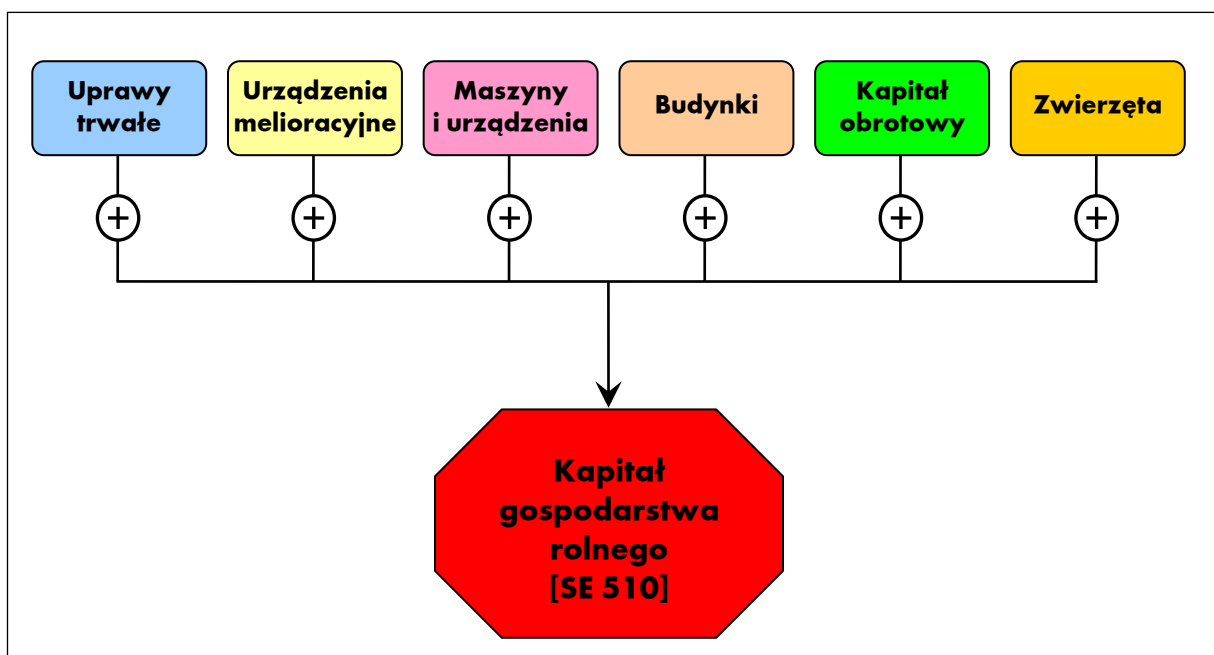 Uprawy
trwałe
Urządzenia
melioracyjne
Maszyny
i urządzenia
Budynki
Kapitał
obrotowy
Zwierzęta
+ + + + + +
Kapitał
gospodarstwa
rolnego
[SE 510]